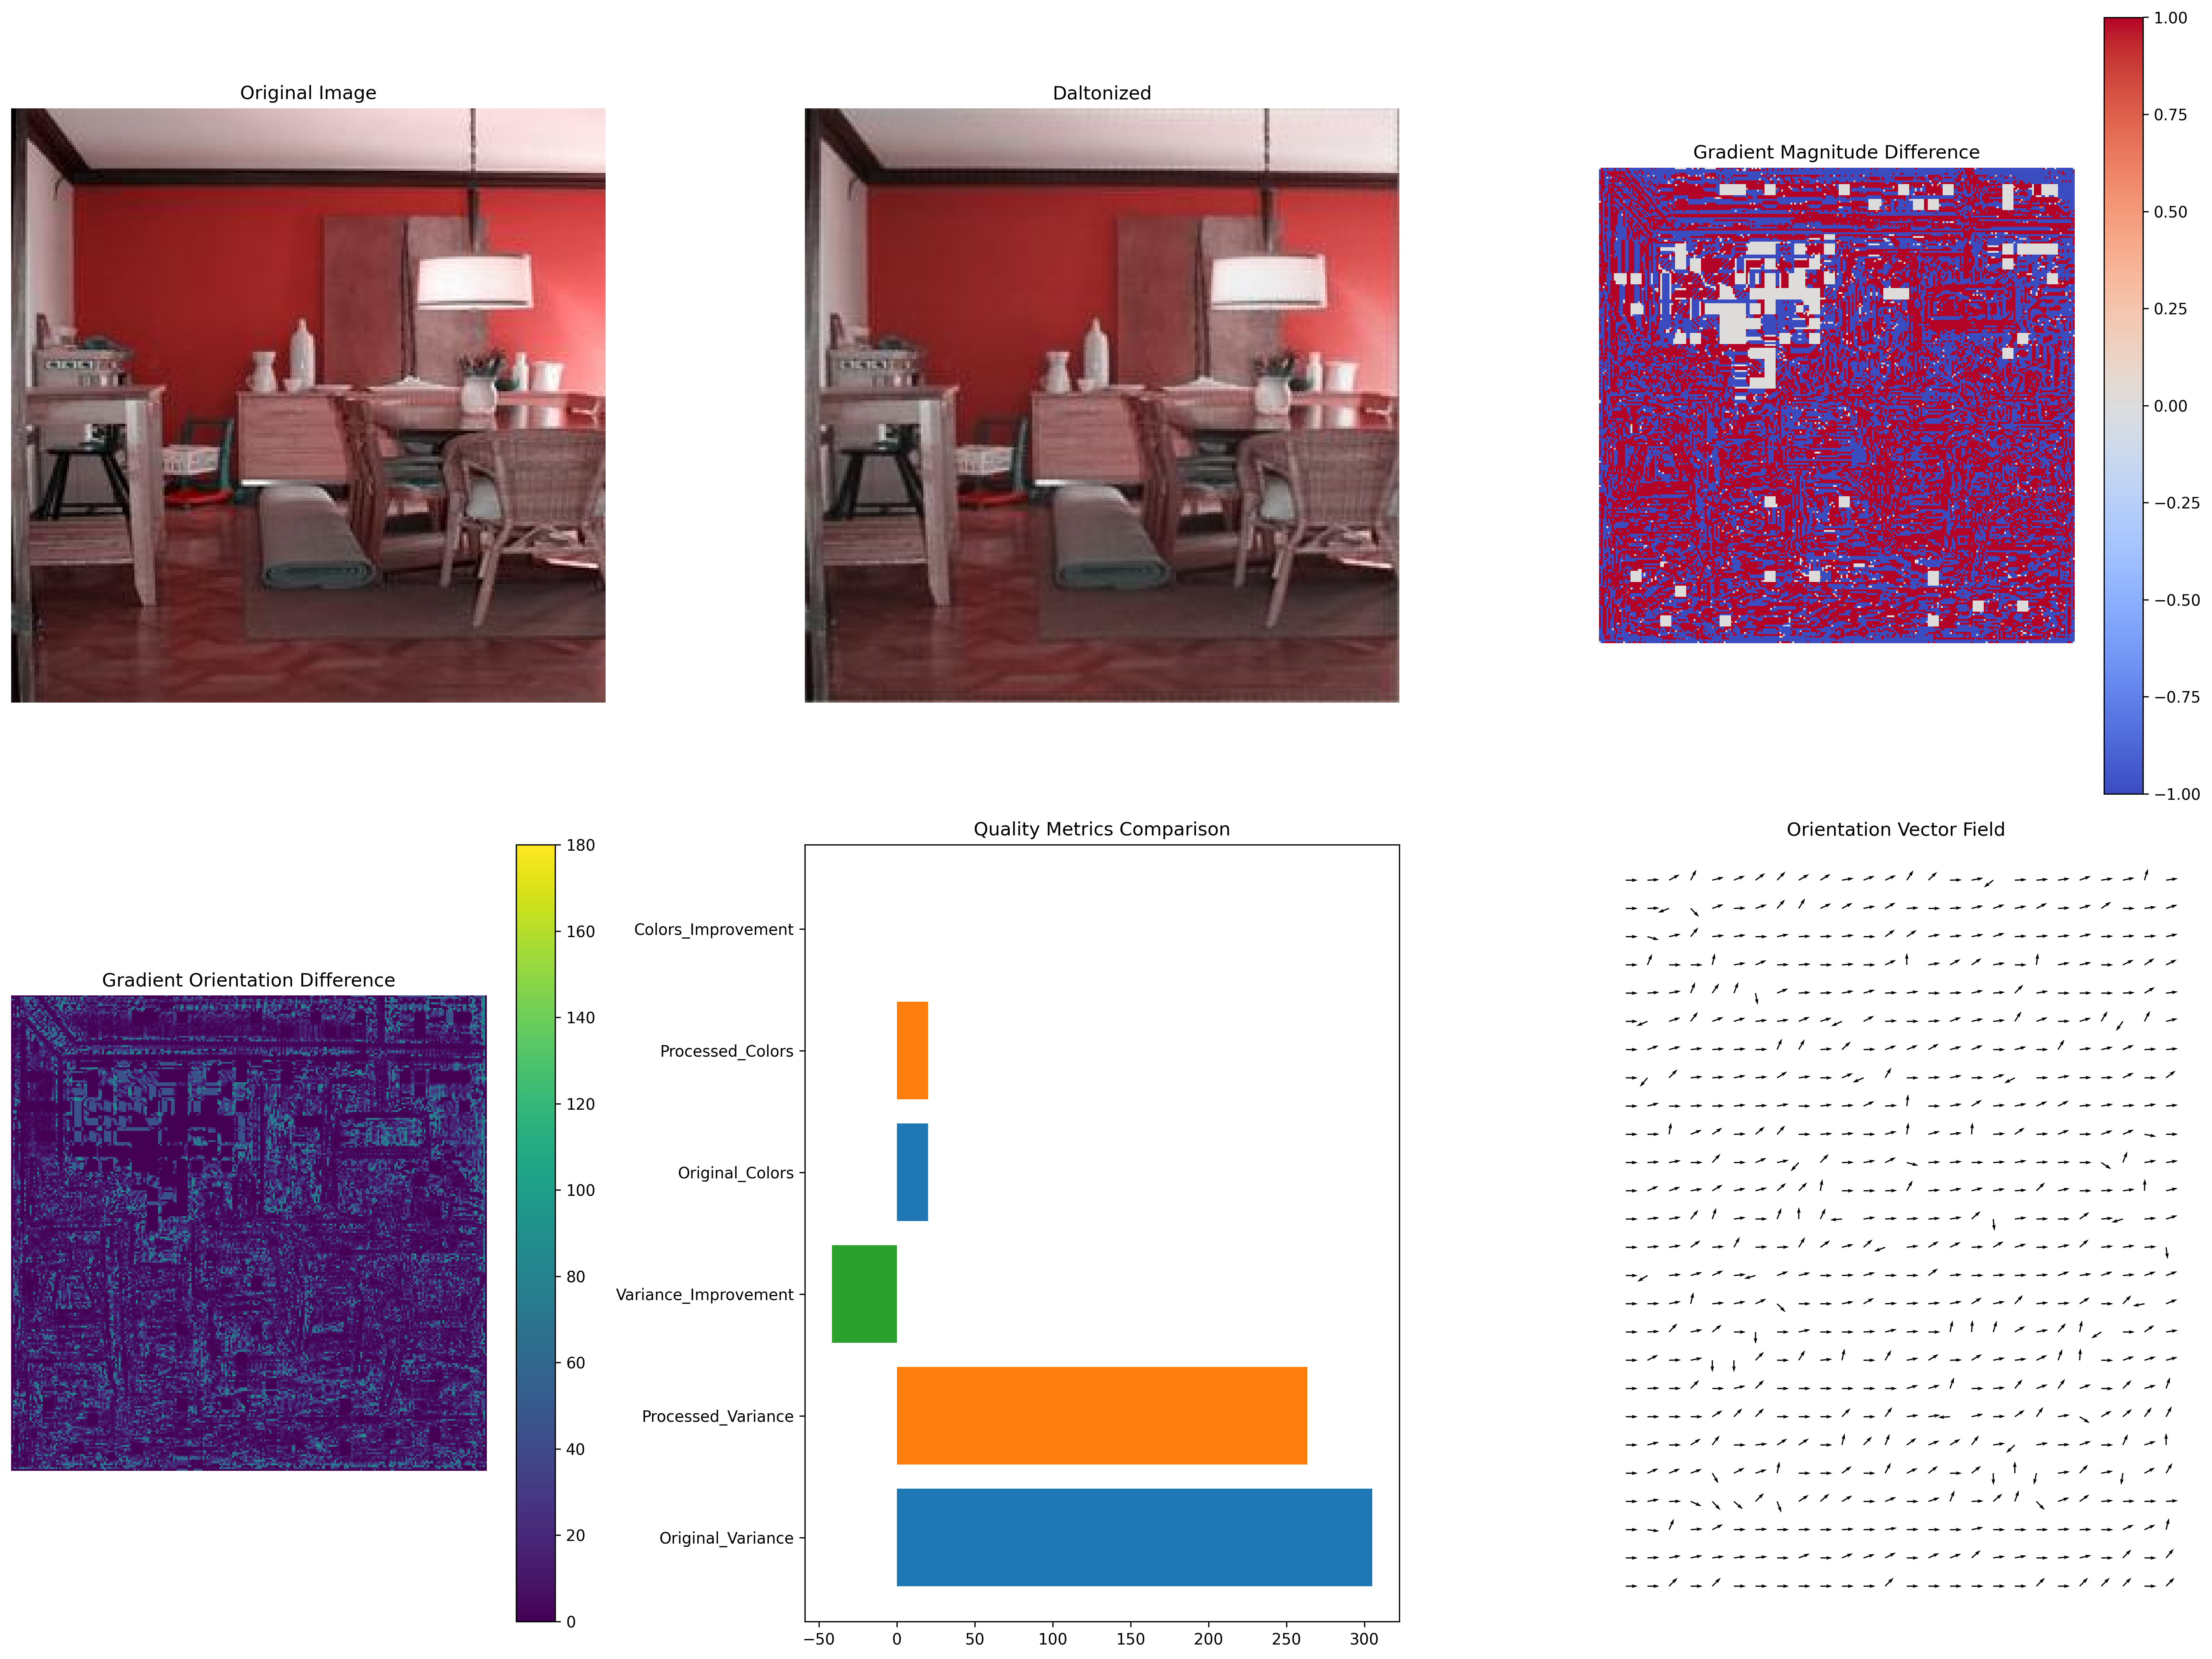 Original Image
Daltonized
Gradient Magnitude Difference
1.00
0.75
0.50
0.25
0.00
−0.25
−0.50
−0.75
−1.00
Gradient Orientation Difference
180
160
140
120
100
80
60
40
20
0
Quality Metrics Comparison
Colors_Improvement
Processed_Colors
Original_Colors
Variance_Improvement
Processed_Variance
Original_Variance
−50 0 50 100 150 200 250 300
Orientation Vector Field